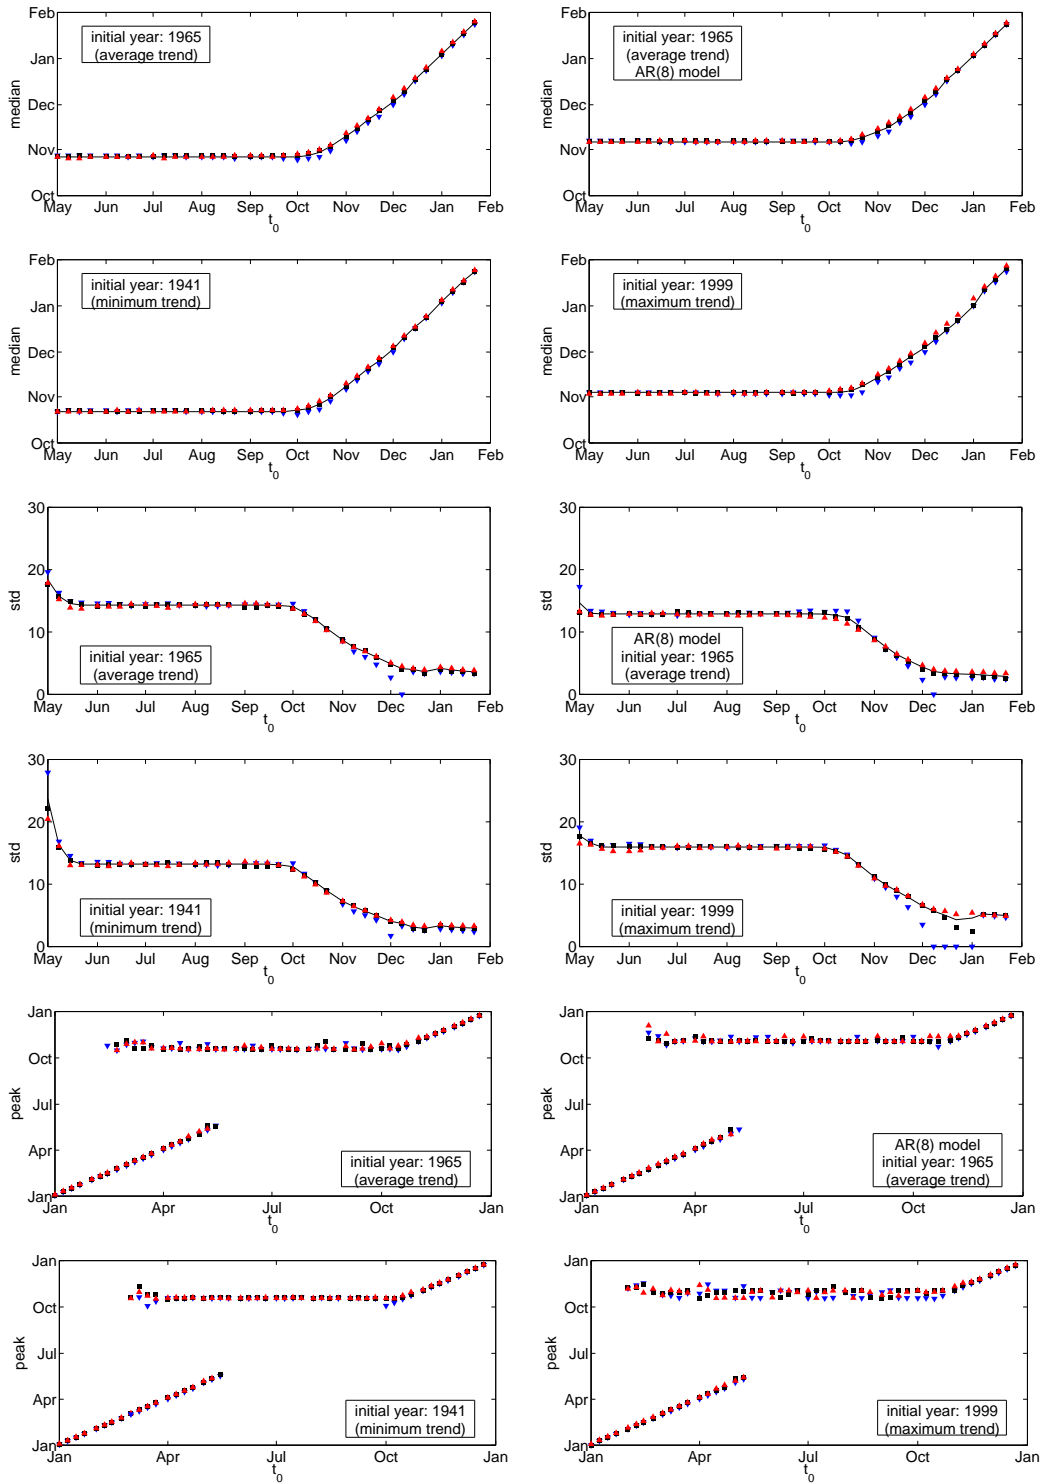 Feb
Jan
Dec
Nov
Oct
median
May Jun Jul Aug Sep Oct Nov Dec Jan Feb
t0
initial year: 1965
(average trend)
Feb
Jan
Dec
Nov
Oct
median
May Jun Jul Aug Sep Oct Nov Dec Jan Feb
t0
initial year: 1965
(average trend)
AR(8) model
Feb
Jan
Dec
Nov
Oct
median
May Jun Jul Aug Sep Oct Nov Dec Jan Feb
t0
initial year: 1941
(minimum trend)
Feb
Jan
Dec
Nov
Oct
median
May Jun Jul Aug Sep Oct Nov Dec Jan Feb
t0
initial year: 1999
(maximum trend)
30
20
10
0
std
May Jun Jul Aug Sep Oct Nov Dec Jan Feb
t0
initial year: 1965
(average trend)
30
20
10
0
std
May Jun Jul Aug Sep Oct Nov Dec Jan Feb
t0
AR(8) model
initial year: 1965
(average trend)
30
20
10
0
std
May Jun Jul Aug Sep Oct Nov Dec Jan Feb
t0
initial year: 1941
(minimum trend)
30
20
10
0
std
May Jun Jul Aug Sep Oct Nov Dec Jan Feb
t0
initial year: 1999
(maximum trend)
Jan
Oct
Jul
Apr
Jan
peak
Jan Apr Jul Oct Jan
t0
initial year: 1965
(average trend)
Jan
Oct
Jul
Apr
Jan
peak
Jan Apr Jul Oct Jan
t0
AR(8) model
initial year: 1965
(average trend)
Jan
Oct
Jul
Apr
Jan
peak
Jan Apr Jul Oct Jan
t0
initial year: 1941
(minimum trend)
Jan
Oct
Jul
Apr
Jan
peak
Jan Apr Jul Oct Jan
t0
initial year: 1999
(maximum trend)